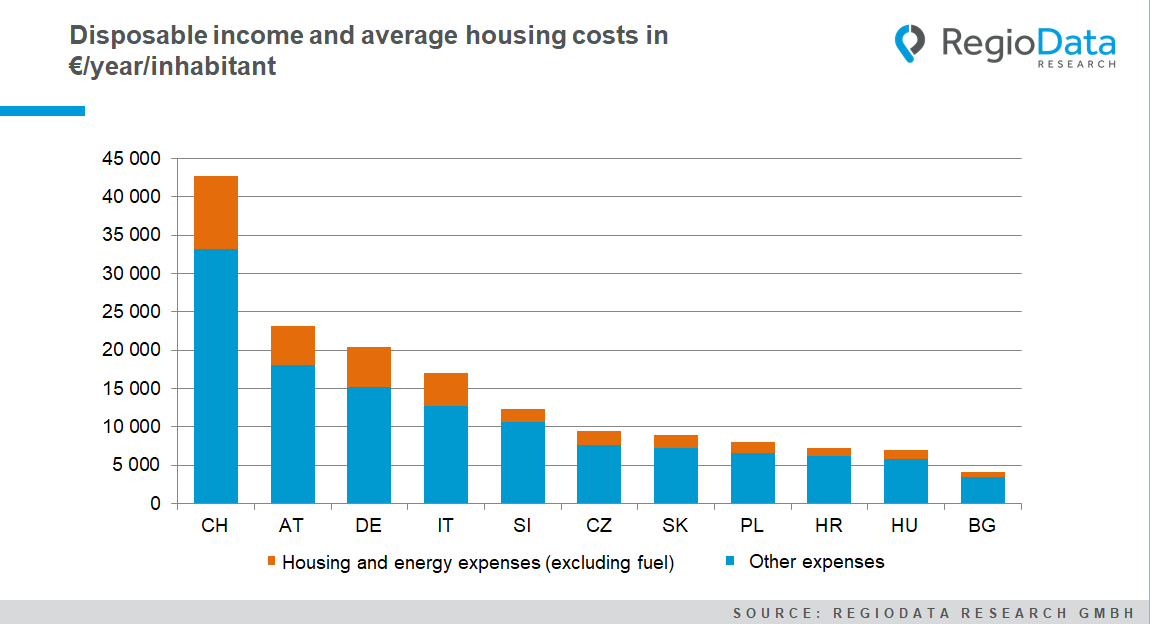 Disposable income and average housing costs in
€/year/inhabitant
RegioData
RESEARCH
45 000
40 000
35 000
30 000
25 000
20 000
15 000
10 000
5 000
0
CH AT DE IT SI CZ SK PL HR HU BG
Housing and energy expenses (excluding fuel) Other expenses
SOURCE: REGIODATA RESEARCH GMBH